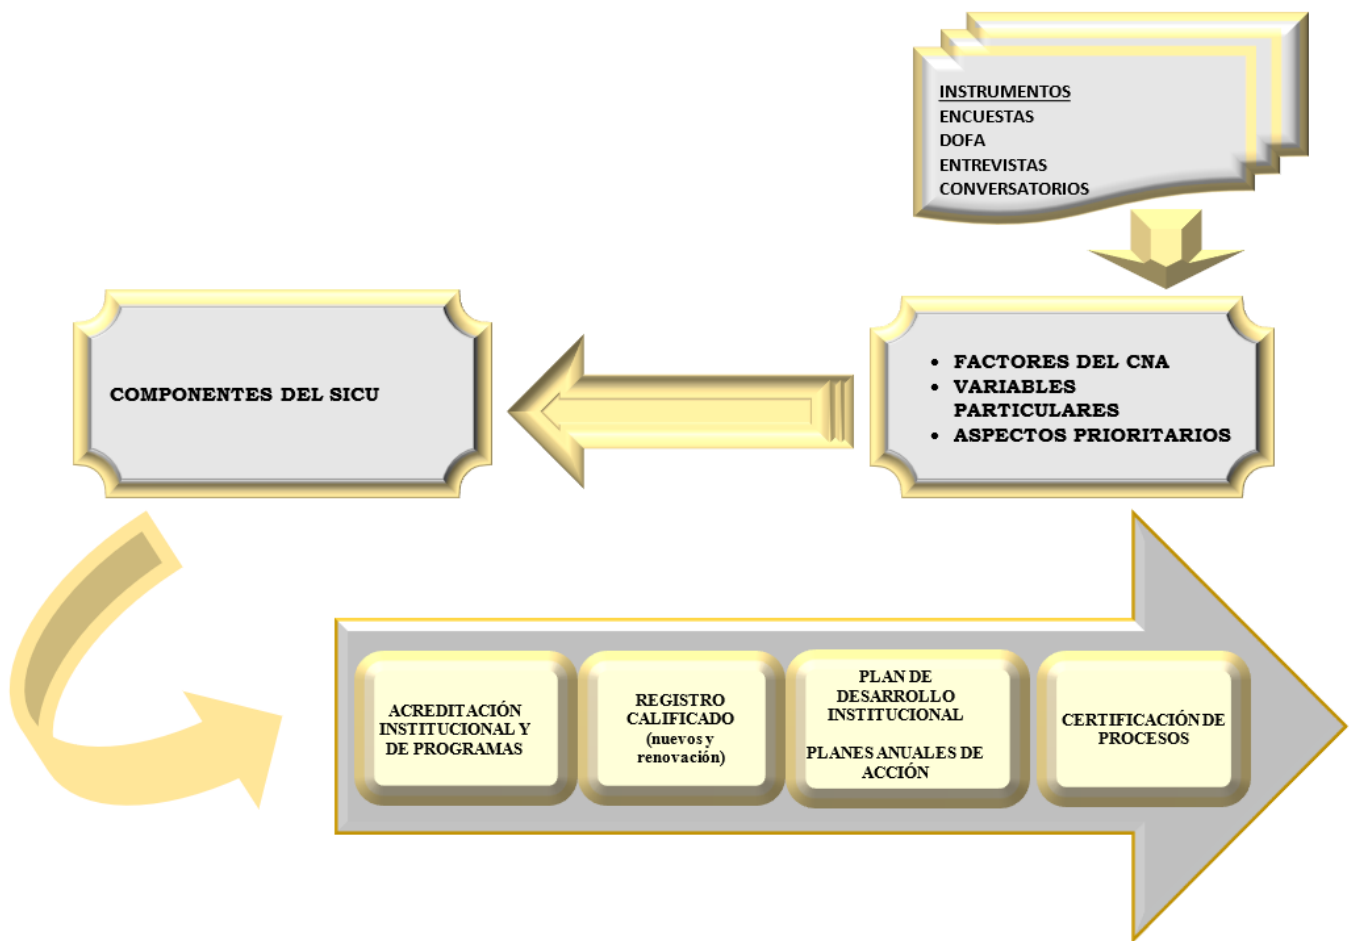 INSTRUMENTOS
ENCUESTAS
DOFA
ENTREVISTAS
CONVERSATORIOS
COMPONENTES DEL SICU
• FACTORES DEL CNA
• VARIABLES
PARTICULARES
• ASPECTOS PRIORITARIOS
ACREDITACIÓN
INSTITUCIONAL Y
DE PROGRAMAS
REGISTRO
CALIFICADO
(nuevos y
renovación)
PLAN DE
DESARROLLO
INSTITUCIONAL
PLANES ANUALES DE
ACCIÓN
CERTIFICACIÓN DE
PROCESOS